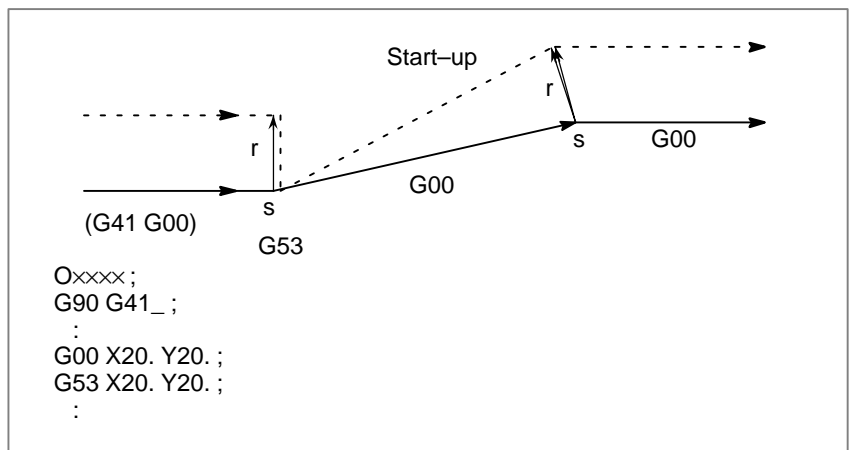 Start–up
r
r
s
G00
G00
s
(G41 G00)
G53
O×××× ;
G90 G41_ ;
:
G00 X20. Y20. ;
G53 X20. Y20. ;
: